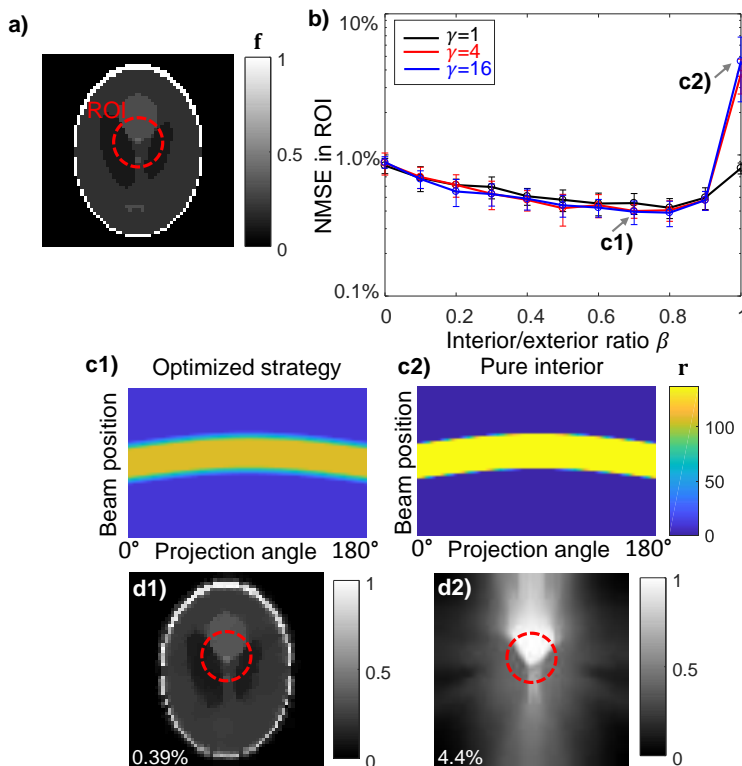 a)
f
1
0.5
0
ROI
b)
10%
1.0%
0.1%
NMSE in ROI
γ=1
γ=4
γ=16
c2)
c1)
0
0.2
0.4
0.6
0.8
1
Interior/exterior ratio β
c1)
Optimized strategy
Beam position
0°
Projection angle
180°
c2)
Pure interior
r
100
50
0
Beam position
0°
Projection angle
180°
d1)
0.39%
1
0.5
0
d2)
4.4%
1
0.5
0